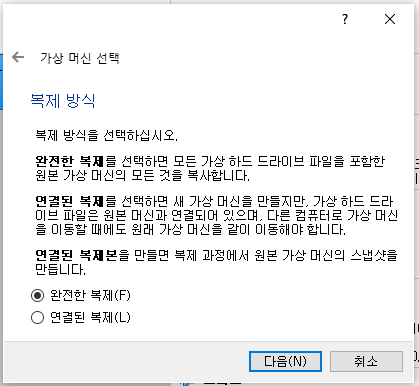 가상 머신 선택
복제 방식
복제 방식을 선택하십시오.
완전한 복제를 선택하면 모든 가상 하드 드라이브 파일을 포함한
원본 가상 머신의 모든 것을 복사합니다.
연결된 복제를 선택하면 새 가상 머신을 만들지만, 가상 하드 드라
이브 파일은 원본 머신과 연결되어 있으며, 다른 컴퓨터로 가상 머신
을 이동할 때에도 원래 가상 머신을 같이 이동해야 합니다.
연결된 복제본을 만들면 복제 과정에서 원본 가상 머신의 스냅샷을
만듭니다.
완전한 복제(F)
연결된 복제(L)
다음(N)
취소